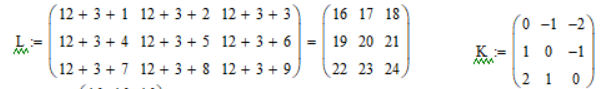 12 + 3 + 1 12 + 3 + 2 12 + 3 + 3 16 17 18 0 -1 -2
L := 12 + 3 + 4 12 + 3 + 5 12 + 3 + 6 = 19 20 21 K := 1 0 -1
12 + 3 + 7 12 + 3 + 8 12 + 3 + 9 22 23 24 2 1 0